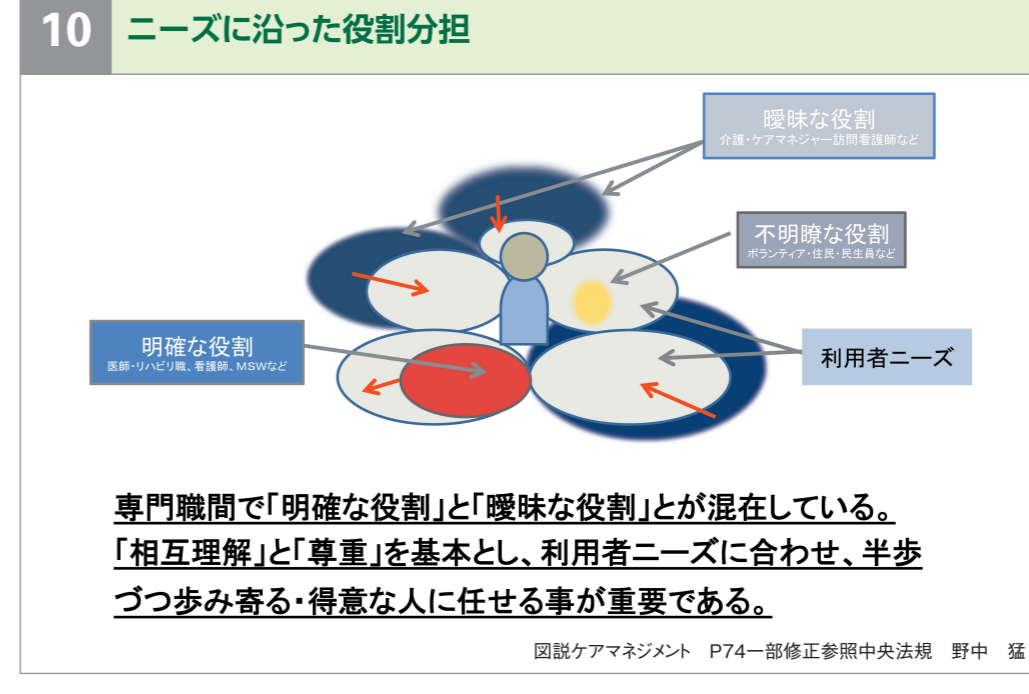 10 ニーズに沿った役割分担
曖昧な役割
介護・ケアマネジャー訪問看護師など
不明瞭な役割
ボランティア・住民・民生員など
明確な役割
医師・リハビリ職、看護師、MSWなど
利用者ニーズ
専門職間で「明確な役割」と「曖昧な役割」とが混在している。
「相互理解」と「尊重」を基本とし、利用者ニーズに合わせ、半歩
づつ歩み寄る・得意な人に任せる事が重要である。
図説ケアマネジメント P74一部修正参照中央法規 野中 猛